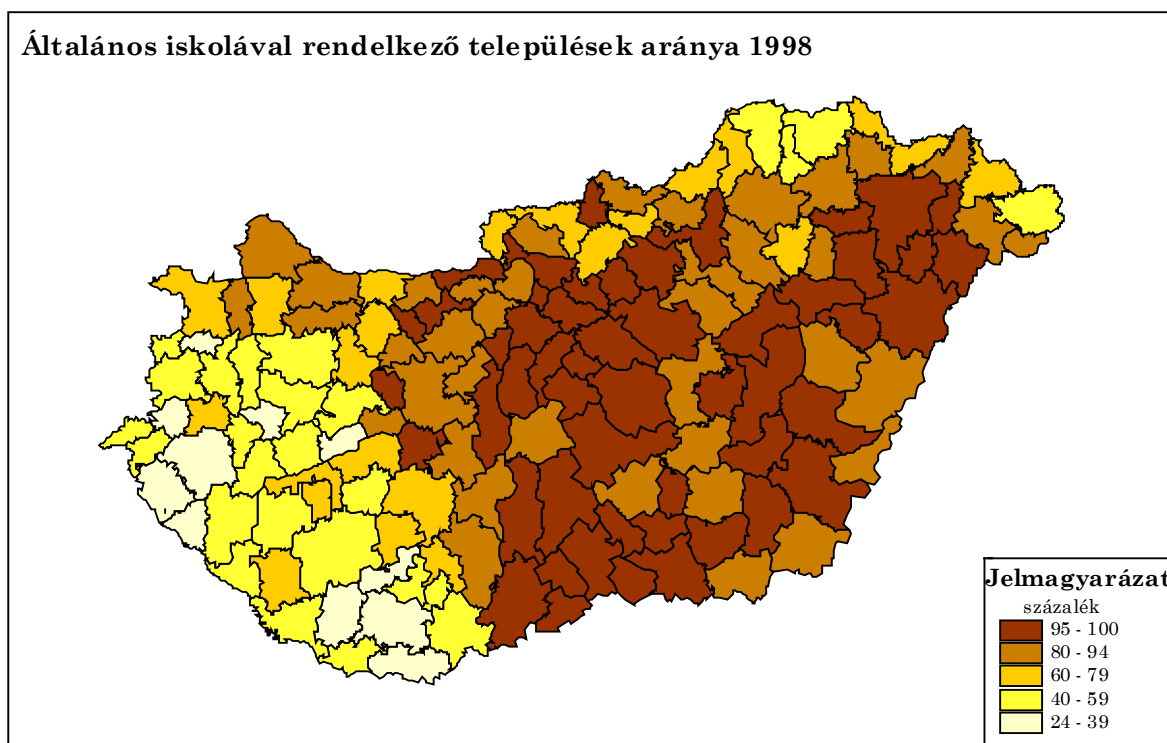 Általános iskolával rendelkező települések aránya 1998
Jelmagyarázat
százalék
95 - 100
80 - 94
60 - 79
40 - 59
24 - 39